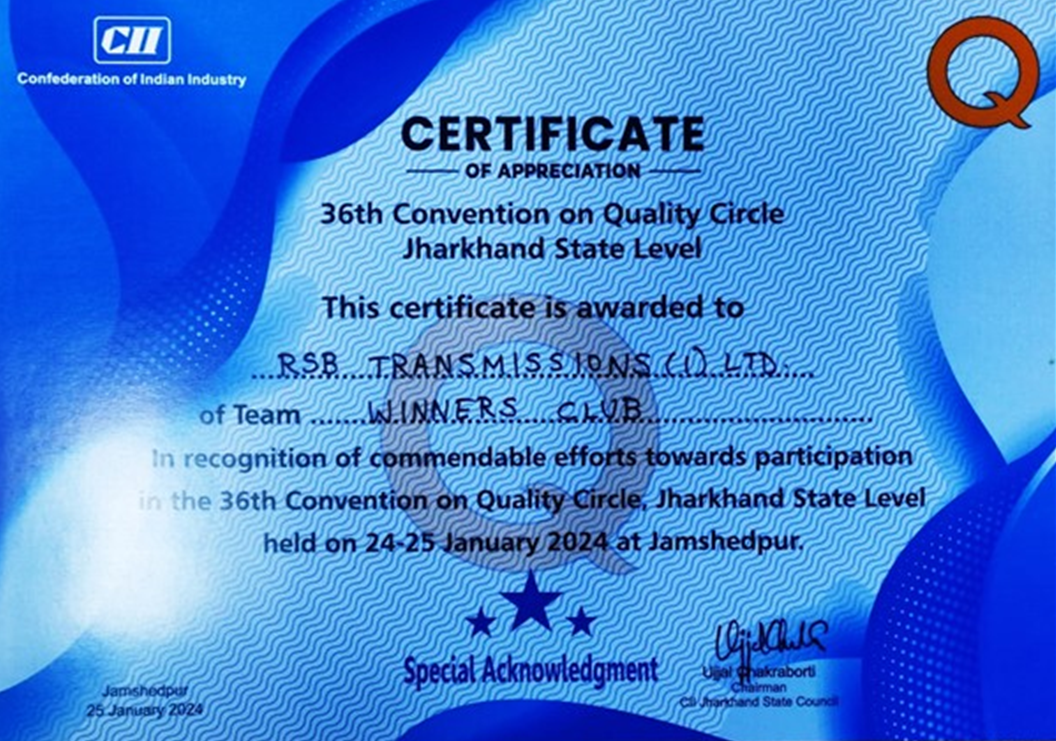 CII
Confederation of Indian Industry
Q
CERTIFICATE
OF APPRECIATION
36th Convention on Quality Circle
Jharkhand State Level
This certificate is awarded to
RSB TRANSMISSIONS (I) LTD.
of Team WINNERS CLUB
In recognition of commendable efforts towards participation
in the 36th Convention on Quality Circle, Jharkhand State Level
held on 24-25 January 2024 at Jamshedpur.
Special Acknowledgment
Jamshedpur
25 January 2024
Ujjal Chakraborti
Chairman
CII Jharkhand State Council